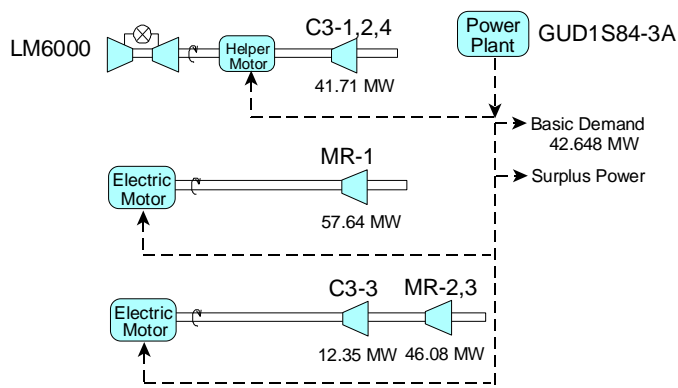 LM6000
Helper
Motor
C3-1,2,4
41.71 MW
Power
Plant
GUD1S84-3A
Basic Demand
42.648 MW
Surplus Power
Electric
Motor
MR-1
57.64 MW
Electric
Motor
C3-3 MR-2,3
12.35 MW 46.08 MW